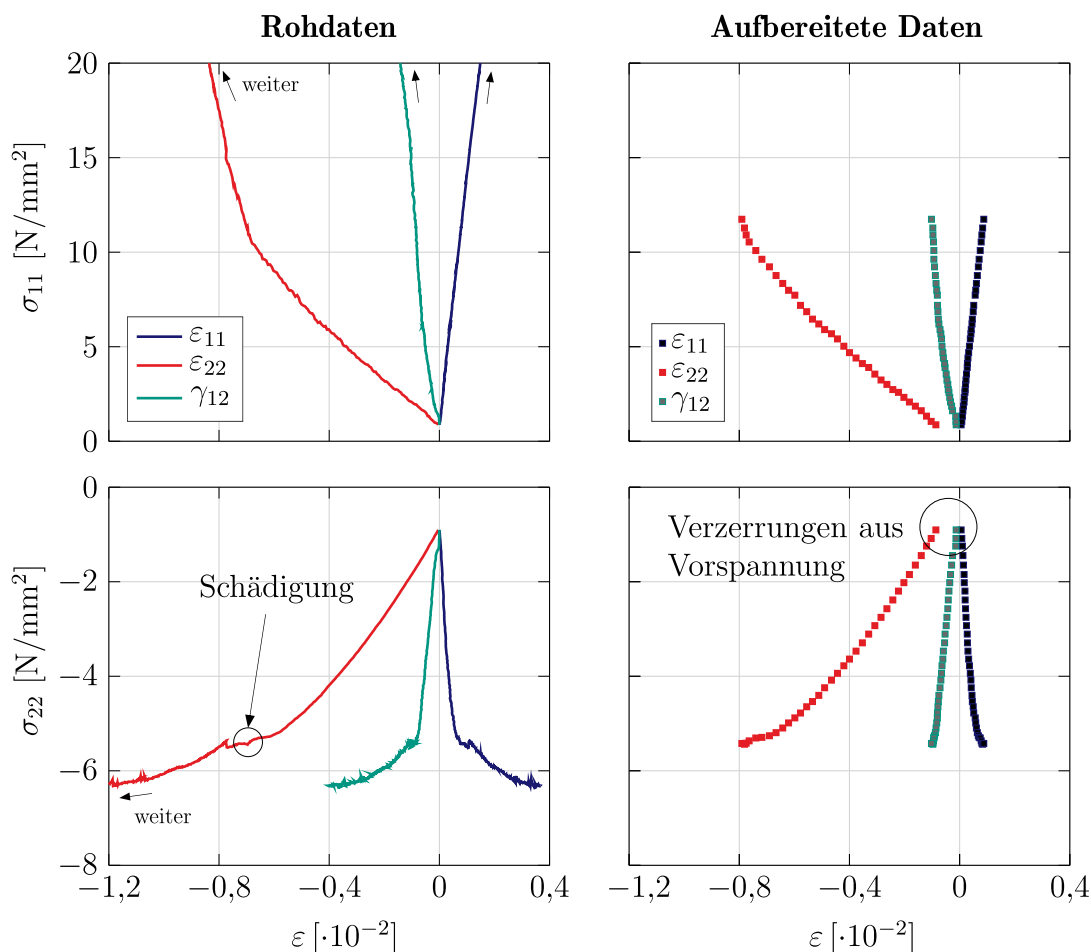 Rohdaten
Aufbereitete Daten
20
15
10
5
0
σ₁₁ [N/mm²]
weiter
ε₁₁
ε₂₂
γ₁₂
ε₁₁
ε₂₂
γ₁₂
0
−2
−4
−6
−8
σ₂₂ [N/mm²]
Schädigung
weiter
Verzerrungen aus
Vorspannung
−1,2 −0,8 −0,4 0 0,4
−1,2 −0,8 −0,4 0 0,4
ε [·10⁻²]
ε [·10⁻²]